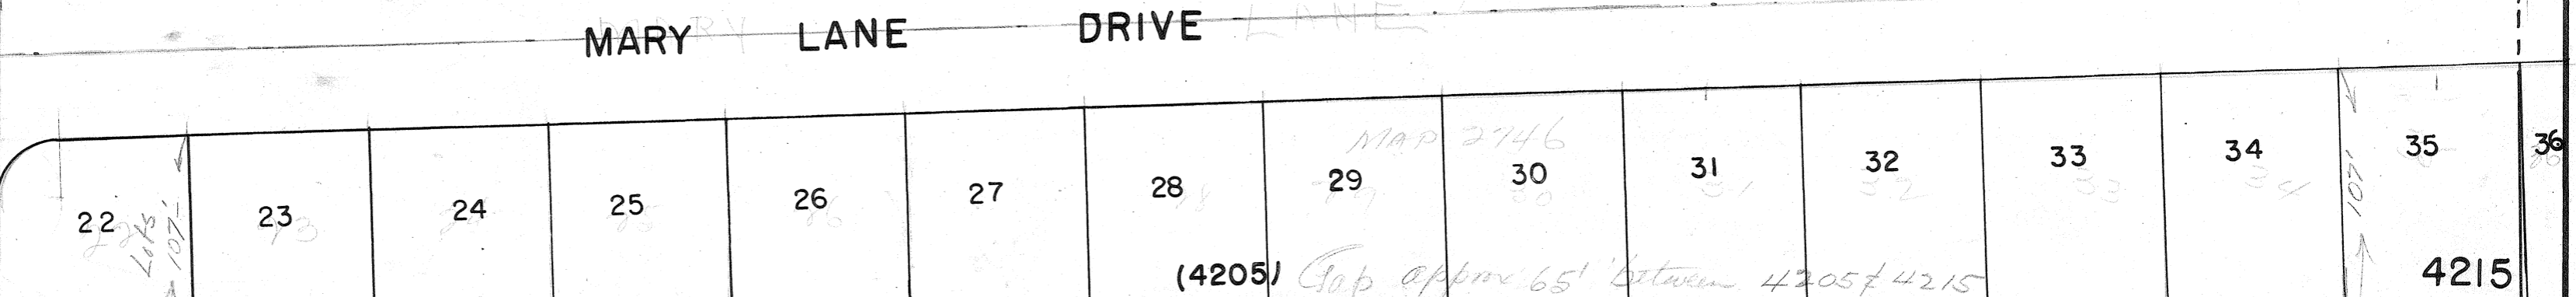 MARY LANE DRIVE
MAP 2746
22 23 24 25 26 27 28 29 30 31 32 33 34 35 36
Lots 107'
107'
(4205) Gap approx 65' between 4205 & 4215
4215